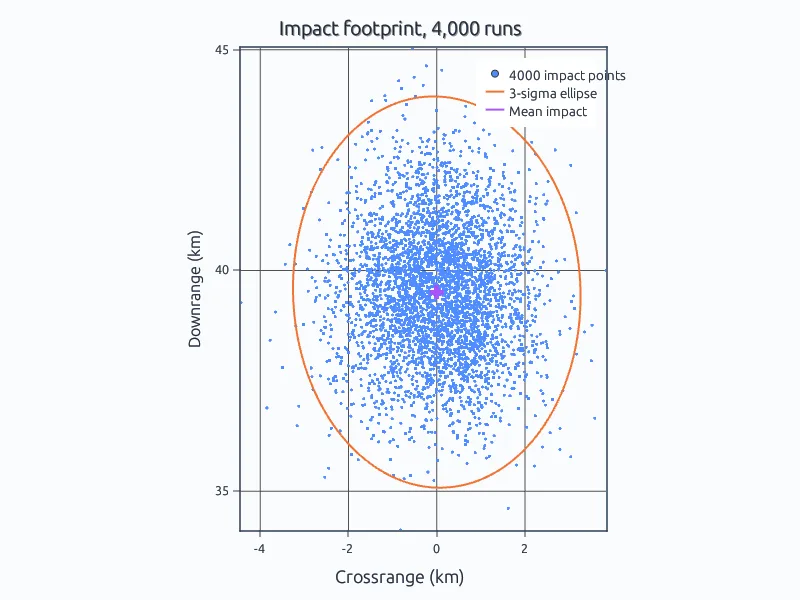 Impact footprint, 4,000 runs
45
4000 impact points
3-sigma ellipse
Mean impact
Downrange (km)
40
35
-4 -2 0 2
Crossrange (km)